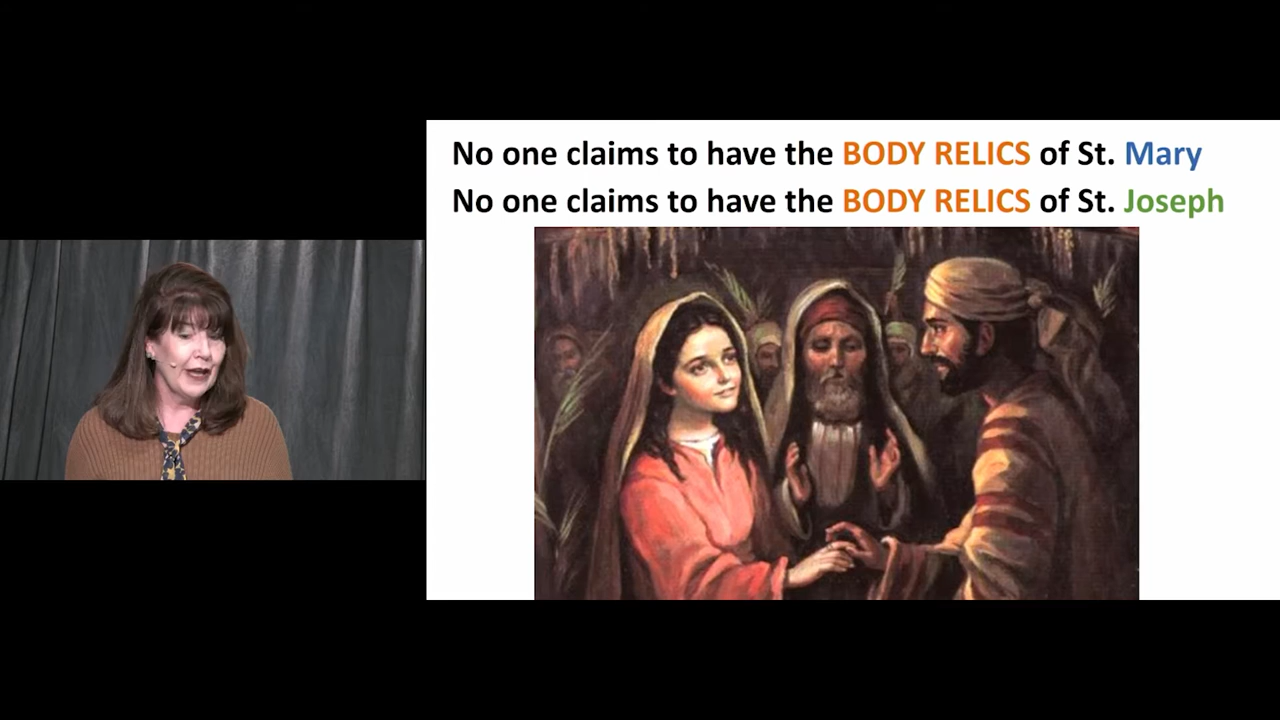 No one claims to have the BODY RELICS of St. Mary
No one claims to have the BODY RELICS of St. Joseph